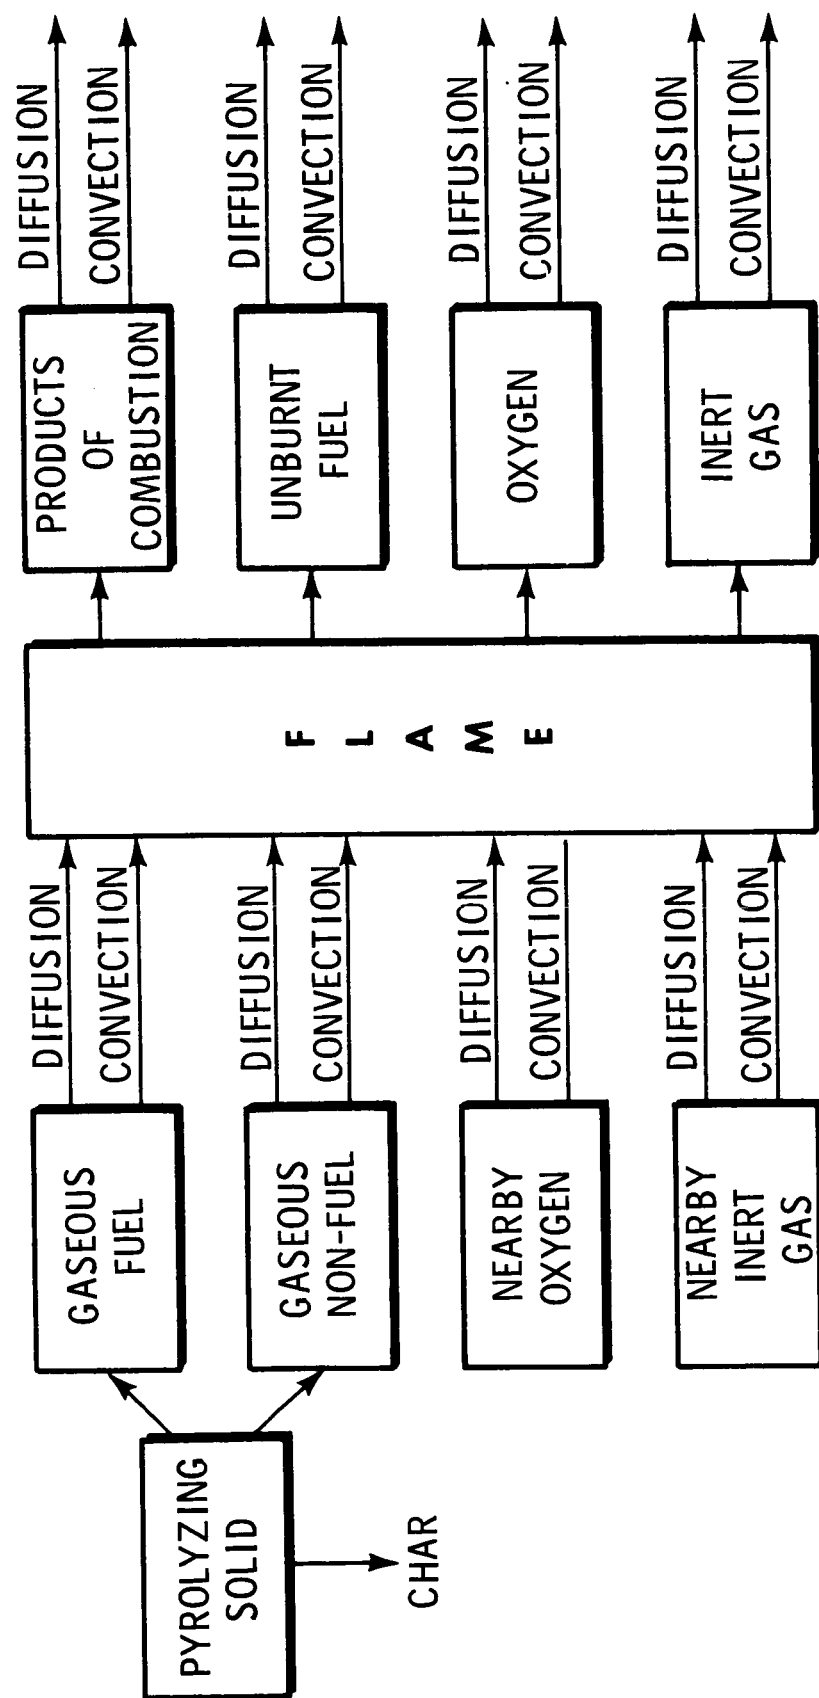 PYROLYZING
SOLID
CHAR
GASEOUS
FUEL
GASEOUS
NON-FUEL
NEARBY
OXYGEN
NEARBY
INERT
GAS
DIFFUSION
CONVECTION
DIFFUSION
CONVECTION
DIFFUSION
CONVECTION
DIFFUSION
CONVECTION
F
L
A
M
E
PRODUCTS
OF
COMBUSTION
UNBURNT
FUEL
OXYGEN
INERT
GAS
DIFFUSION
CONVECTION
DIFFUSION
CONVECTION
DIFFUSION
CONVECTION
DIFFUSION
CONVECTION